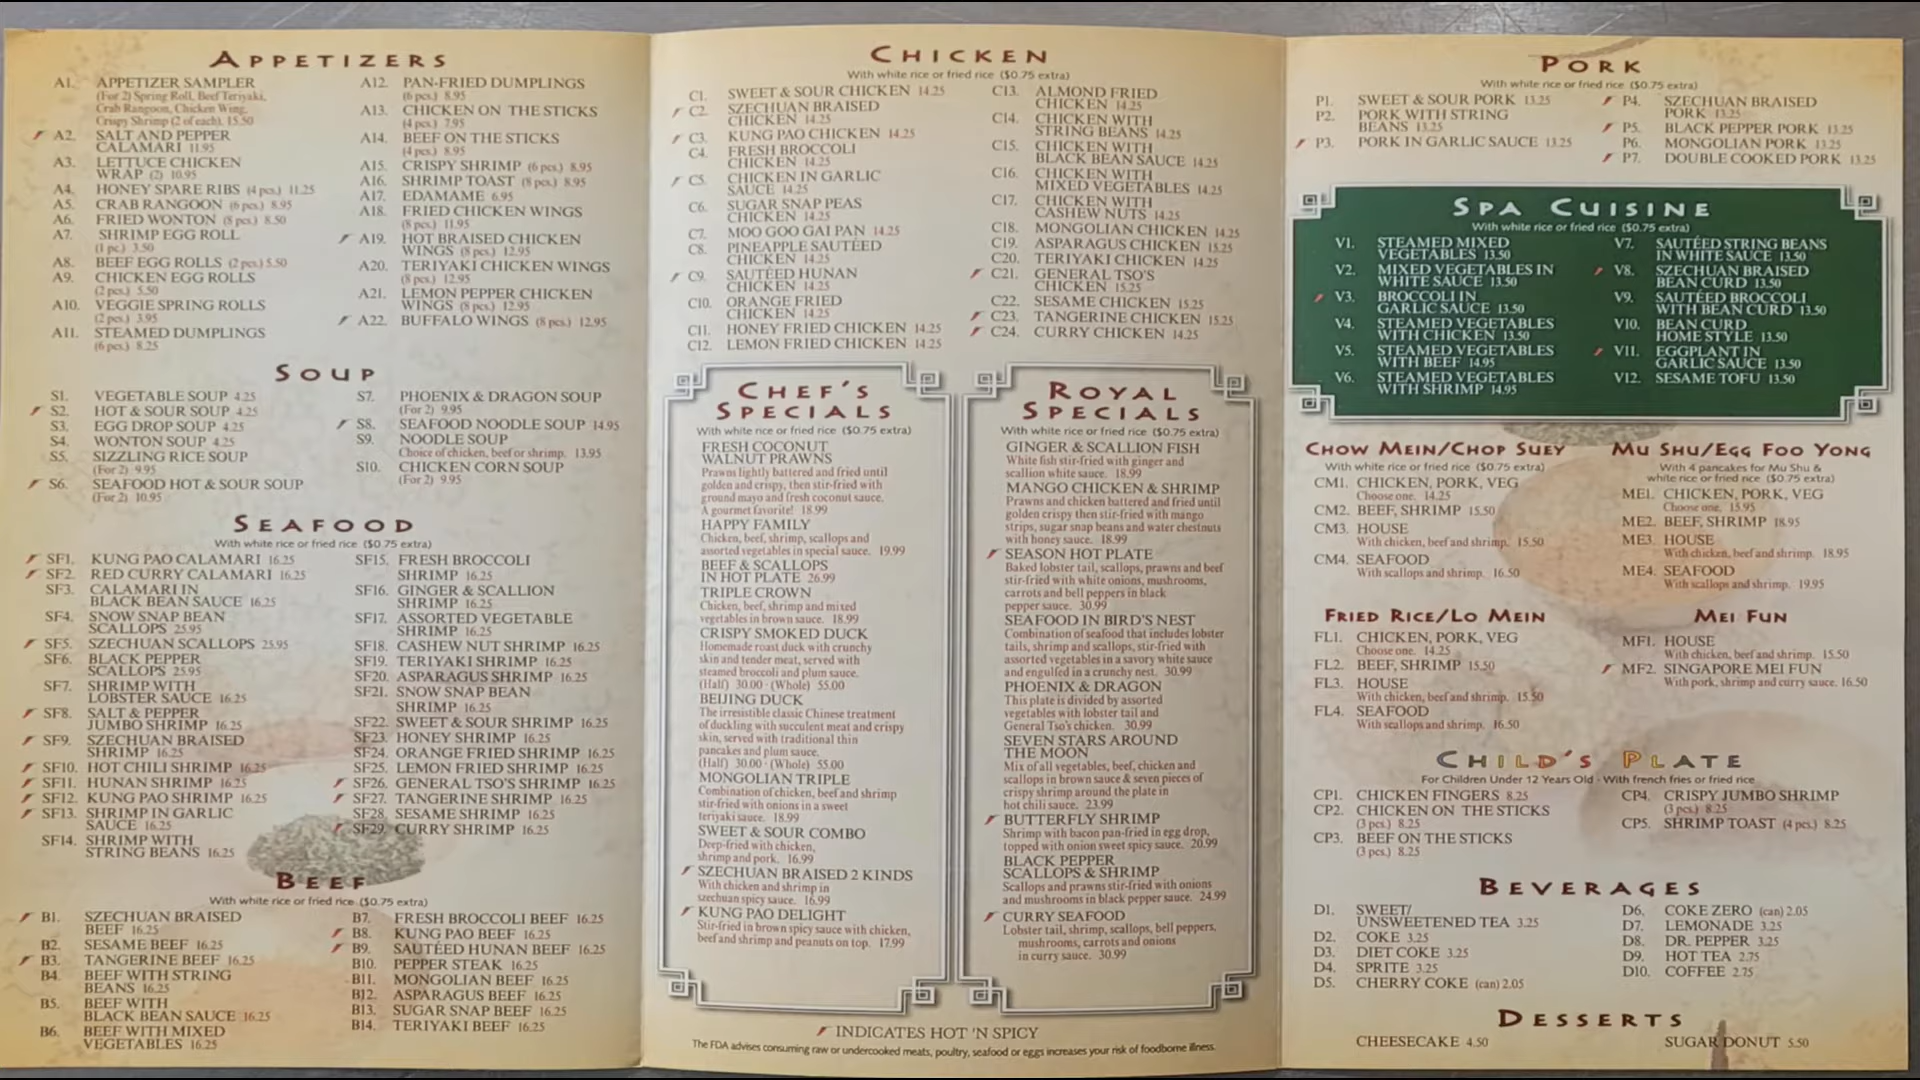 APPETIZERS
A1. APPETIZER SAMPLER
(For 2) Spring Roll, Beef Teriyaki,
Crab Rangoon, Chicken Wing,
Crispy Shrimp (2 of each). 15.50
A2. SALT AND PEPPER
CALAMARI 11.95
A3. LETTUCE CHICKEN
WRAP (2) 10.95
A4. HONEY SPARE RIBS (4 pcs.) 11.25
A5. CRAB RANGOON (6 pcs.) 8.95
A6. FRIED WONTON (8 pcs.) 8.50
A7. SHRIMP EGG ROLL
(1 pc.) 3.50
A8. BEEF EGG ROLLS (2 pcs.) 5.50
A9. CHICKEN EGG ROLLS
(2 pcs.) 5.50
A10. VEGGIE SPRING ROLLS
(2 pcs.) 3.95
A11. STEAMED DUMPLINGS
(6 pcs.) 8.25
A12. PAN-FRIED DUMPLINGS
(6 pcs.) 8.95
A13. CHICKEN ON THE STICKS
(4 pcs.) 7.95
A14. BEEF ON THE STICKS
(4 pcs.) 8.95
A15. CRISPY SHRIMP (6 pcs.) 8.95
A16. SHRIMP TOAST (8 pcs.) 8.95
A17. EDAMAME 6.95
A18. FRIED CHICKEN WINGS
(8 pcs.) 11.95
A19. HOT BRAISED CHICKEN
WINGS (8 pcs.) 12.95
A20. TERIYAKI CHICKEN WINGS
(8 pcs.) 12.95
A21. LEMON PEPPER CHICKEN
WINGS (8 pcs.) 12.95
A22. BUFFALO WINGS (8 pcs.) 12.95
SOUP
S1. VEGETABLE SOUP 4.25
S2. HOT & SOUR SOUP 4.25
S3. EGG DROP SOUP 4.25
S4. WONTON SOUP 4.25
S5. SIZZLING RICE SOUP
(For 2) 9.95
S6. SEAFOOD HOT & SOUR SOUP
(For 2) 10.95
S7. PHOENIX & DRAGON SOUP
(For 2) 9.95
S8. SEAFOOD NOODLE SOUP 14.95
S9. NOODLE SOUP
Choice of chicken, beef or shrimp. 13.95
S10. CHICKEN CORN SOUP
(For 2) 9.95
SEAFOOD
With white rice or fried rice ($0.75 extra)
SF1. KUNG PAO CALAMARI 16.25
SF2. RED CURRY CALAMARI 16.25
SF3. CALAMARI IN
BLACK BEAN SAUCE 16.25
SF4. SNOW SNAP BEAN
SCALLOPS 25.95
SF5. SZECHUAN SCALLOPS 25.95
SF6. BLACK PEPPER
SCALLOPS 25.95
SF7. SHRIMP WITH
LOBSTER SAUCE 16.25
SF8. SALT & PEPPER
JUMBO SHRIMP 16.25
SF9. SZECHUAN BRAISED
SHRIMP 16.25
SF10. HOT CHILI SHRIMP 16.25
SF11. HUNAN SHRIMP 16.25
SF12. KUNG PAO SHRIMP 16.25
SF13. SHRIMP IN GARLIC
SAUCE 16.25
SF14. SHRIMP WITH
STRING BEANS 16.25
SF15. FRESH BROCCOLI
SHRIMP 16.25
SF16. GINGER & SCALLION
SHRIMP 16.25
SF17. ASSORTED VEGETABLE
SHRIMP 16.25
SF18. CASHEW NUT SHRIMP 16.25
SF19. TERIYAKI SHRIMP 16.25
SF20. ASPARAGUS SHRIMP 16.25
SF21. SNOW SNAP BEAN
SHRIMP 16.25
SF22. SWEET & SOUR SHRIMP 16.25
SF23. HONEY SHRIMP 16.25
SF24. ORANGE FRIED SHRIMP 16.25
SF25. LEMON FRIED SHRIMP 16.25
SF26. GENERAL TSO'S SHRIMP 16.25
SF27. TANGERINE SHRIMP 16.25
SF28. SESAME SHRIMP 16.25
SF29. CURRY SHRIMP 16.25
BEEF
With white rice or fried rice ($0.75 extra)
B1. SZECHUAN BRAISED
BEEF 16.25
B2. SESAME BEEF 16.25
B3. TANGERINE BEEF 16.25
B4. BEEF WITH STRING
BEANS 16.25
B5. BEEF WITH
BLACK BEAN SAUCE 16.25
B6. BEEF WITH MIXED
VEGETABLES 16.25
B7. FRESH BROCCOLI BEEF 16.25
B8. KUNG PAO BEEF 16.25
B9. SAUTÉED HUNAN BEEF 16.25
B10. PEPPER STEAK 16.25
B11. MONGOLIAN BEEF 16.25
B12. ASPARAGUS BEEF 16.25
B13. SUGAR SNAP BEEF 16.25
B14. TERIYAKI BEEF 16.25
CHICKEN
With white rice or fried rice ($0.75 extra)
C1. SWEET & SOUR CHICKEN 14.25
C2. SZECHUAN BRAISED
CHICKEN 14.25
C3. KUNG PAO CHICKEN 14.25
C4. FRESH BROCCOLI
CHICKEN 14.25
C5. CHICKEN IN GARLIC
SAUCE 14.25
C6. SUGAR SNAP PEAS
CHICKEN 14.25
C7. MOO GOO GAI PAN 14.25
C8. PINEAPPLE SAUTÉED
CHICKEN 14.25
C9. SAUTÉED HUNAN
CHICKEN 14.25
C10. ORANGE FRIED
CHICKEN 14.25
C11. HONEY FRIED CHICKEN 14.25
C12. LEMON FRIED CHICKEN 14.25
C13. ALMOND FRIED
CHICKEN 14.25
C14. CHICKEN WITH
STRING BEANS 14.25
C15. CHICKEN WITH
BLACK BEAN SAUCE 14.25
C16. CHICKEN WITH
MIXED VEGETABLES 14.25
C17. CHICKEN WITH
CASHEW NUTS 14.25
C18. MONGOLIAN CHICKEN 14.25
C19. ASPARAGUS CHICKEN 15.25
C20. TERIYAKI CHICKEN 14.25
C21. GENERAL TSO'S
CHICKEN 15.25
C22. SESAME CHICKEN 15.25
C23. TANGERINE CHICKEN 15.25
C24. CURRY CHICKEN 14.25
CHEF'S
SPECIALS
With white rice or fried rice ($0.75 extra)
FRESH COCONUT
WALNUT PRAWNS
Prawns lightly battered and fried until
golden and crispy, then stir-fried with
ground mayo and fresh coconut sauce.
A gourmet favorite! 18.99
HAPPY FAMILY
Chicken, beef, shrimp, scallops and
assorted vegetables in special sauce. 19.99
BEEF & SCALLOPS
IN HOT PLATE 26.99
TRIPLE CROWN
Chicken, beef, shrimp and mixed
vegetables in brown sauce. 18.99
CRISPY SMOKED DUCK
Homemade roast duck with crunchy
skin and tender meat, served with
steamed broccoli and plum sauce.
(Half) 30.00 · (Whole) 55.00
BEIJING DUCK
The irresistible classic Chinese treatment
of duckling with succulent meat and crispy
skin, served with traditional thin
pancakes and plum sauce.
(Half) 30.00 · (Whole) 55.00
MONGOLIAN TRIPLE
Combination of chicken, beef and shrimp
stir-fried with onions in a sweet
teriyaki sauce. 18.99
SWEET & SOUR COMBO
Deep-fried with chicken,
shrimp and pork. 16.99
SZECHUAN BRAISED 2 KINDS
With chicken and shrimp in
szechuan spicy sauce. 16.99
KUNG PAO DELIGHT
Stir-fried in brown spicy sauce with chicken,
beef and shrimp and peanuts on top. 17.99
ROYAL
SPECIALS
With white rice or fried rice ($0.75 extra)
GINGER & SCALLION FISH
White fish stir-fried with ginger and
scallion white sauce. 18.99
MANGO CHICKEN & SHRIMP
Prawns and chicken battered and fried until
golden crispy then stir-fried with mango
strips, sugar snap beans and water chestnuts
with honey sauce. 18.99
SEASON HOT PLATE
Baked lobster tail, scallops, prawns and beef
stir-fried with white onions, mushrooms,
carrots and bell peppers in black
pepper sauce. 30.99
SEAFOOD IN BIRD'S NEST
Combination of seafood that includes lobster
tails, shrimp and scallops, stir-fried with
assorted vegetables in a savory white sauce
and engulfed in a crunchy nest. 30.99
PHOENIX & DRAGON
This plate is divided by assorted
vegetables with lobster tail and
General Tso's chicken. 30.99
SEVEN STARS AROUND
THE MOON
Mix of all vegetables, beef, chicken and
scallops in brown sauce & seven pieces of
crispy shrimp around the plate in
hot chili sauce. 23.99
BUTTERFLY SHRIMP
Shrimp with bacon pan-fried in egg drop,
topped with onion sweet spicy sauce. 20.99
BLACK PEPPER
SCALLOPS & SHRIMP
Scallops and prawns stir-fried with onions
and mushrooms in black pepper sauce. 24.99
CURRY SEAFOOD
Lobster tail, shrimp, scallops, bell peppers,
mushrooms, carrots and onions
in curry sauce. 30.99
INDICATES HOT 'N SPICY
The FDA advises consuming raw or undercooked meats, poultry, seafood or eggs increases your risk of foodborne illness.
PORK
With white rice or fried rice ($0.75 extra)
P1. SWEET & SOUR PORK 13.25
P2. PORK WITH STRING
BEANS 13.25
P3. PORK IN GARLIC SAUCE 13.25
P4. SZECHUAN BRAISED
PORK 13.25
P5. BLACK PEPPER PORK 13.25
P6. MONGOLIAN PORK 13.25
P7. DOUBLE COOKED PORK 13.25
SPA CUISINE
With white rice or fried rice ($0.75 extra)
V1. STEAMED MIXED
VEGETABLES 13.50
V2. MIXED VEGETABLES IN
WHITE SAUCE 13.50
V3. BROCCOLI IN
GARLIC SAUCE 13.50
V4. STEAMED VEGETABLES
WITH CHICKEN 13.50
V5. STEAMED VEGETABLES
WITH BEEF 14.95
V6. STEAMED VEGETABLES
WITH SHRIMP 14.95
V7. SAUTÉED STRING BEANS
IN WHITE SAUCE 13.50
V8. SZECHUAN BRAISED
BEAN CURD 13.50
V9. SAUTÉED BROCCOLI
WITH BEAN CURD 13.50
V10. BEAN CURD
HOME STYLE 13.50
V11. EGGPLANT IN
GARLIC SAUCE 13.50
V12. SESAME TOFU 13.50
CHOW MEIN/CHOP SUEY
With white rice or fried rice ($0.75 extra)
CM1. CHICKEN, PORK, VEG
Choose one. 14.25
CM2. BEEF, SHRIMP 15.50
CM3. HOUSE
With chicken, beef and shrimp. 15.50
CM4. SEAFOOD
With scallops and shrimp. 16.50
MU SHU/EGG FOO YONG
With 4 pancakes for Mu Shu &
white rice or fried rice ($0.75 extra)
ME1. CHICKEN, PORK, VEG
Choose one. 15.95
ME2. BEEF, SHRIMP 18.95
ME3. HOUSE
With chicken, beef and shrimp. 18.95
ME4. SEAFOOD
With scallops and shrimp. 19.95
FRIED RICE/LO MEIN
FL1. CHICKEN, PORK, VEG
Choose one. 14.25
FL2. BEEF, SHRIMP 15.50
FL3. HOUSE
With chicken, beef and shrimp. 15.50
FL4. SEAFOOD
With scallops and shrimp. 16.50
MEI FUN
MF1. HOUSE
With chicken, beef and shrimp. 15.50
MF2. SINGAPORE MEI FUN
With pork, shrimp and curry sauce. 16.50
CHILD'S PLATE
For Children Under 12 Years Old - With french fries or fried rice
CP1. CHICKEN FINGERS 8.25
CP2. CHICKEN ON THE STICKS
(3 pcs.) 8.25
CP3. BEEF ON THE STICKS
(3 pcs.) 8.25
CP4. CRISPY JUMBO SHRIMP
(3 pcs.) 8.25
CP5. SHRIMP TOAST (4 pcs.) 8.25
BEVERAGES
D1. SWEET/
UNSWEETENED TEA 3.25
D2. COKE 3.25
D3. DIET COKE 3.25
D4. SPRITE 3.25
D5. CHERRY COKE (can) 2.05
D6. COKE ZERO (can) 2.05
D7. LEMONADE 3.25
D8. DR. PEPPER 3.25
D9. HOT TEA 2.75
D10. COFFEE 2.75
DESSERTS
CHEESECAKE 4.50
SUGAR DONUT 5.50